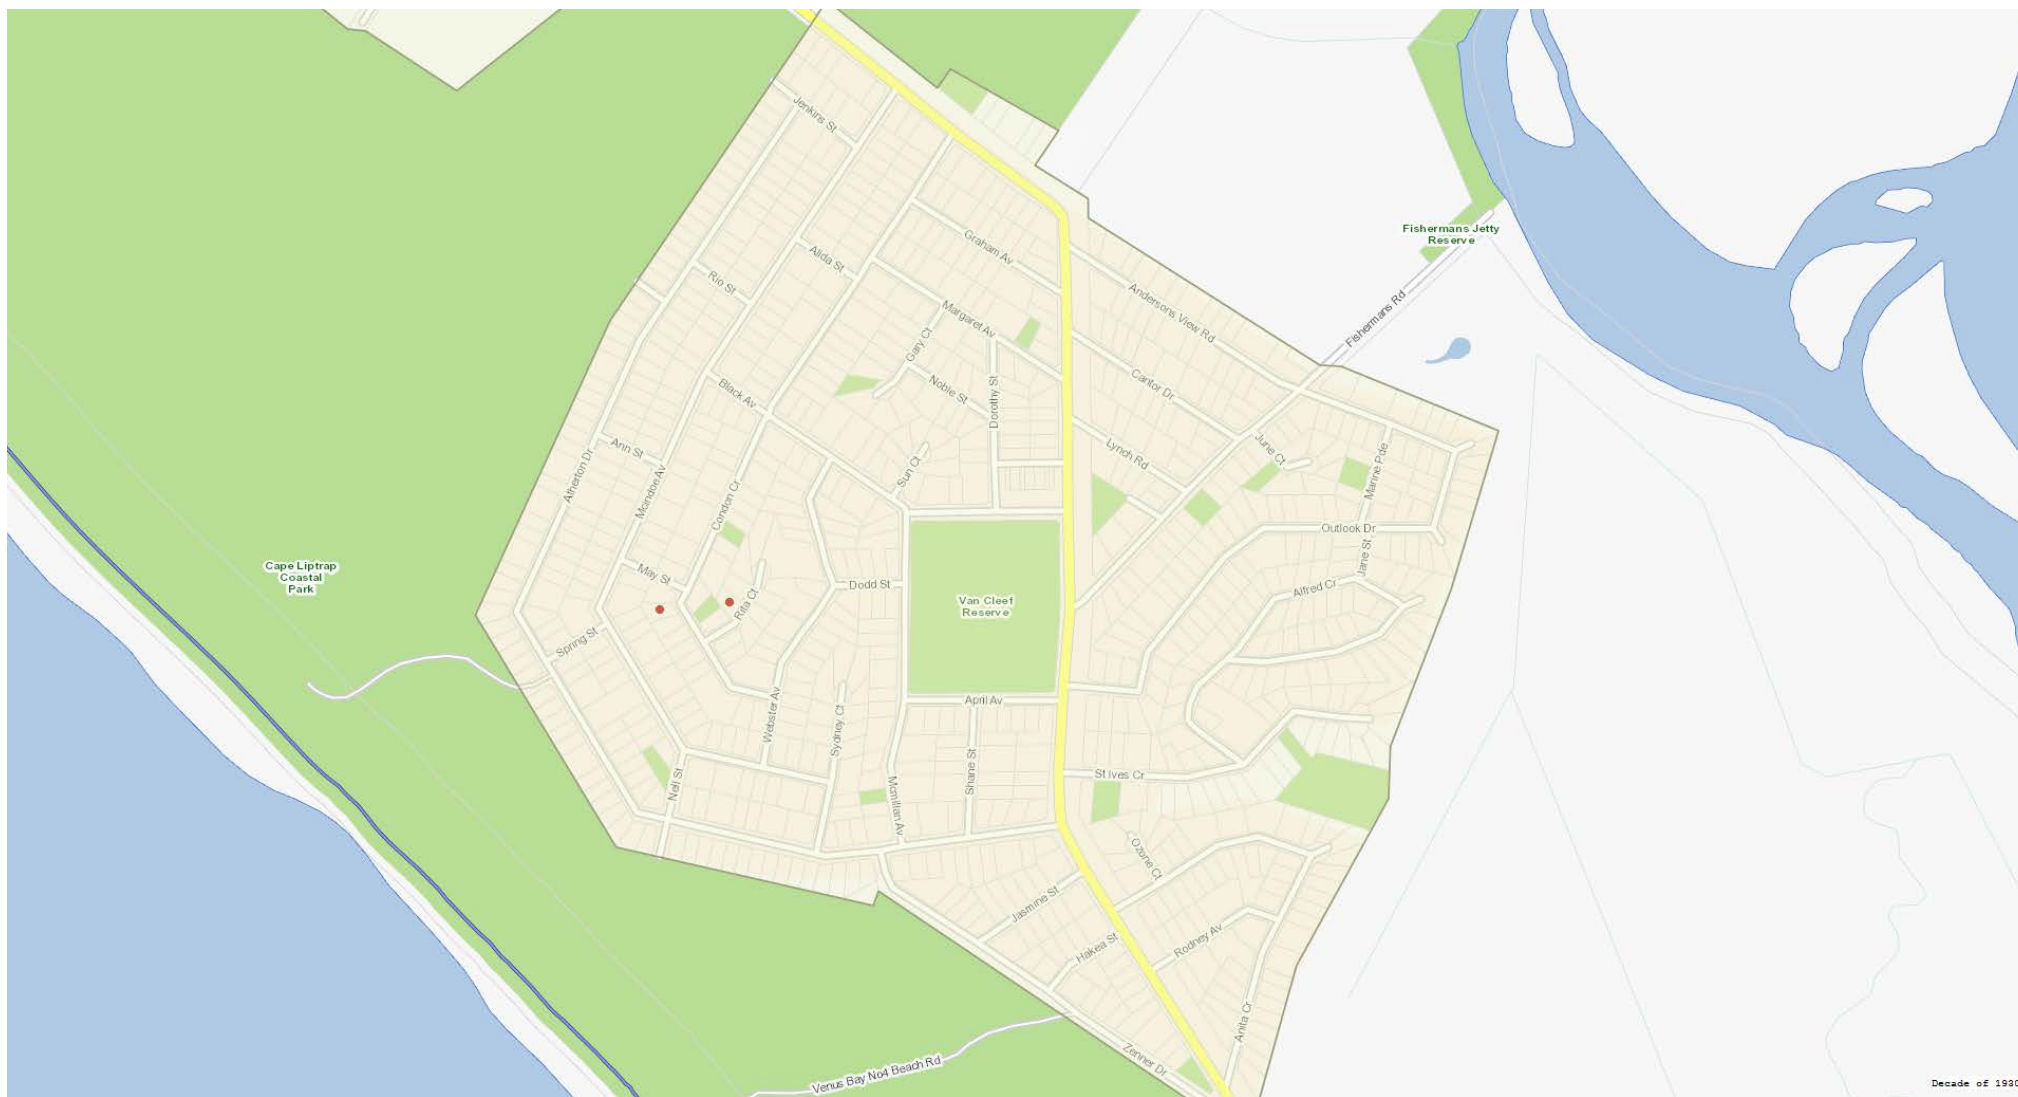 Jenkins St
Fishermans Jetty
Reserve
Graham Av
Alida St
Rio St
Andersons View Rd
Fishermans Rd
Margaret Av
Gary Ct
Cantor Dr
Noble St
Dorothy St
Black Av
June Ct
Lynch Rd
Ann St
Sun Ct
Marine Pde
Atherton Dr
Condon Cr
Outlook Dr
Jane St
Cape Liptrap
Coastal
Park
May St
Dodd St
Alfred Cr
Rita Ct
Van Cleef
Reserve
Spring St
April Av
Webster Av
Sydney Ct
Shane St
St Ives Cr
Nell St
Mcmillan Av
Ozone Ct
Jasmine St
Hakea St
Rodney Av
Anita Cr
Zenner Dr
Venus Bay No4 Beach Rd
Decade of 1930